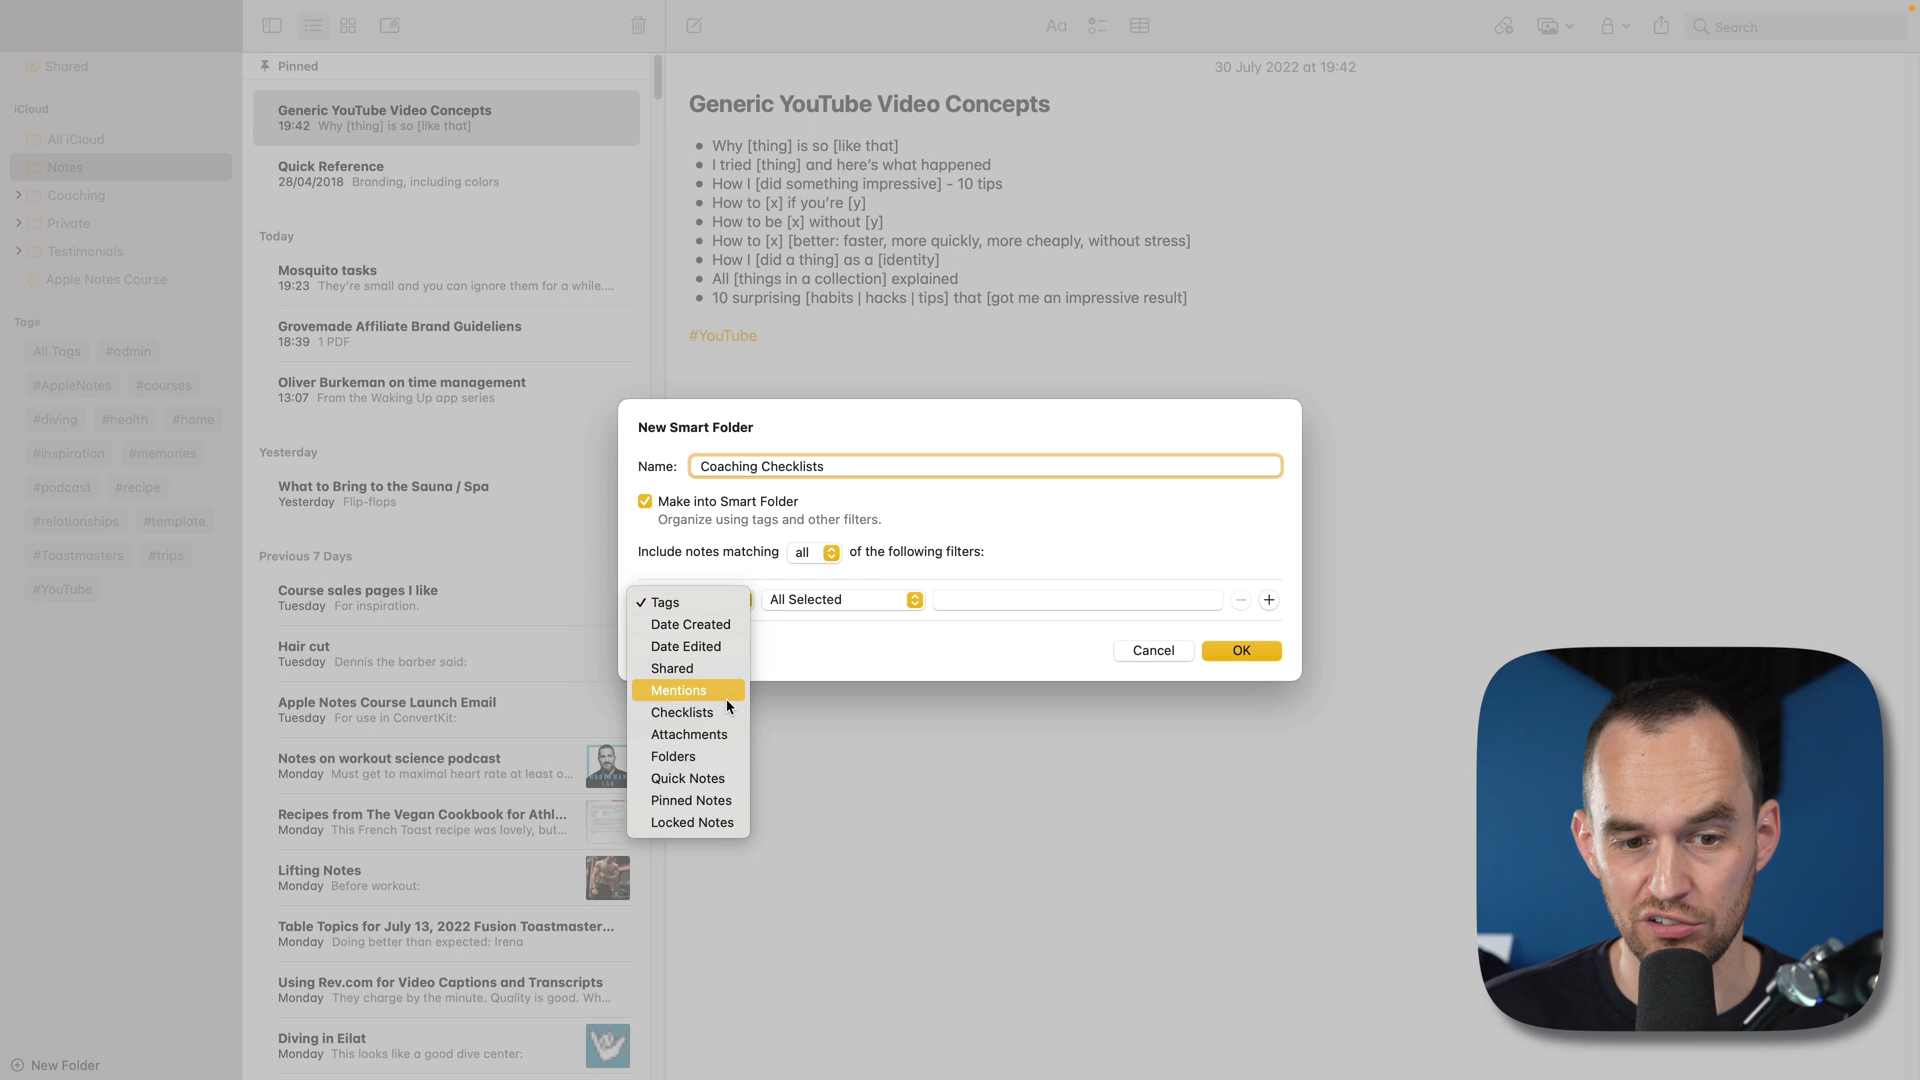 Shared
iCloud
All iCloud
Notes
Coaching
Private
Testimonials
Apple Notes Course
Tags
All Tags #admin
#AppleNotes #courses
#diving #health #home
#inspiration #memories
#podcast #recipe
#relationships #template
#Toastmasters #trips
#YouTube
New Folder
Pinned
Generic YouTube Video Concepts
19:42 Why [thing] is so [like that]
Quick Reference
28/04/2018 Branding, including colors
Today
Mosquito tasks
19:23 They're small and you can ignore them for a while....
Grovemade Affiliate Brand Guideliens
18:39 1 PDF
Oliver Burkeman on time management
13:07 From the Waking Up app series
Yesterday
What to Bring to the Sauna / Spa
Yesterday Flip-flops
Previous 7 Days
Course sales pages I like
Tuesday For inspiration.
Hair cut
Tuesday Dennis the barber said:
Apple Notes Course Launch Email
Tuesday For use in ConvertKit:
Notes on workout science podcast
Monday Must get to maximal heart rate at least o...
Recipes from The Vegan Cookbook for Athl...
Monday This French Toast recipe was lovely, but...
Lifting Notes
Monday Before workout:
Table Topics for July 13, 2022 Fusion Toastmaster...
Monday Doing better than expected: Irena
Using Rev.com for Video Captions and Transcripts
Monday They charge by the minute. Quality is good. Wh...
Diving in Eilat
Monday This looks like a good dive center:
Aa
Search
30 July 2022 at 19:42
Generic YouTube Video Concepts
• Why [thing] is so [like that]
• I tried [thing] and here's what happened
• How I [did something impressive] - 10 tips
• How to [x] if you're [y]
• How to be [x] without [y]
• How to [x] [better: faster, more quickly, more cheaply, without stress]
• How I [did a thing] as a [identity]
• All [things in a collection] explained
• 10 surprising [habits | hacks | tips] that [got me an impressive result]
#YouTube
New Smart Folder
Name: Coaching Checklists
Make into Smart Folder
Organize using tags and other filters.
Include notes matching all of the following filters:
All Selected
Cancel OK
✓ Tags
Date Created
Date Edited
Shared
Mentions
Checklists
Attachments
Folders
Quick Notes
Pinned Notes
Locked Notes